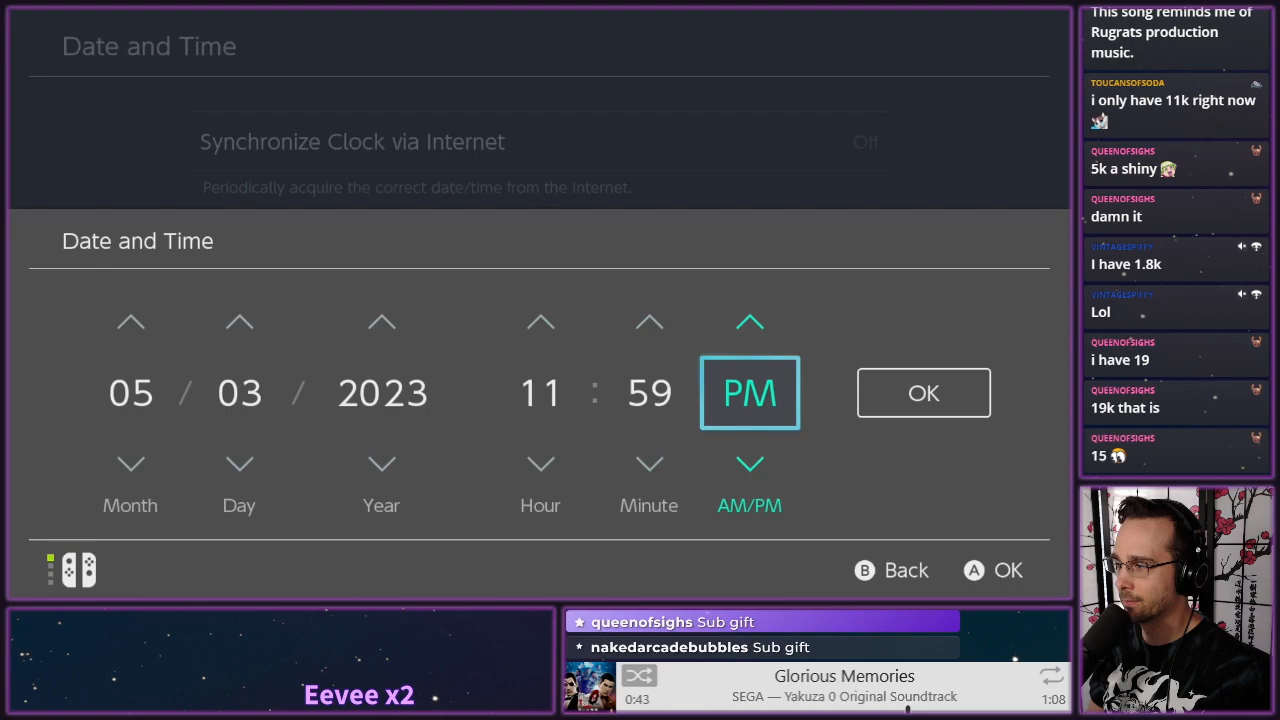 Date and Time
Synchronize Clock via Internet
Off
Periodically acquire the correct date/time from the Internet.
Date and Time
05 / 03 / 2023 11 : 59 PM
OK
Month Day Year Hour Minute AM/PM
B Back A OK
Eevee x2
queenofsighs Sub gift
nakedarcadebubbles Sub gift
Glorious Memories
0:43
SEGA — Yakuza 0 Original Soundtrack
1:08
This song reminds me of
Rugrats production
music.
TOUCANSOFSODA
i only have 11k right now
QUEENOFSIGHS
5k a shiny
QUEENOFSIGHS
damn it
VINTAGESPIFFY
I have 1.8k
VINTAGESPIFFY
Lol
QUEENOFSIGHS
i have 19
QUEENOFSIGHS
19k that is
QUEENOFSIGHS
15